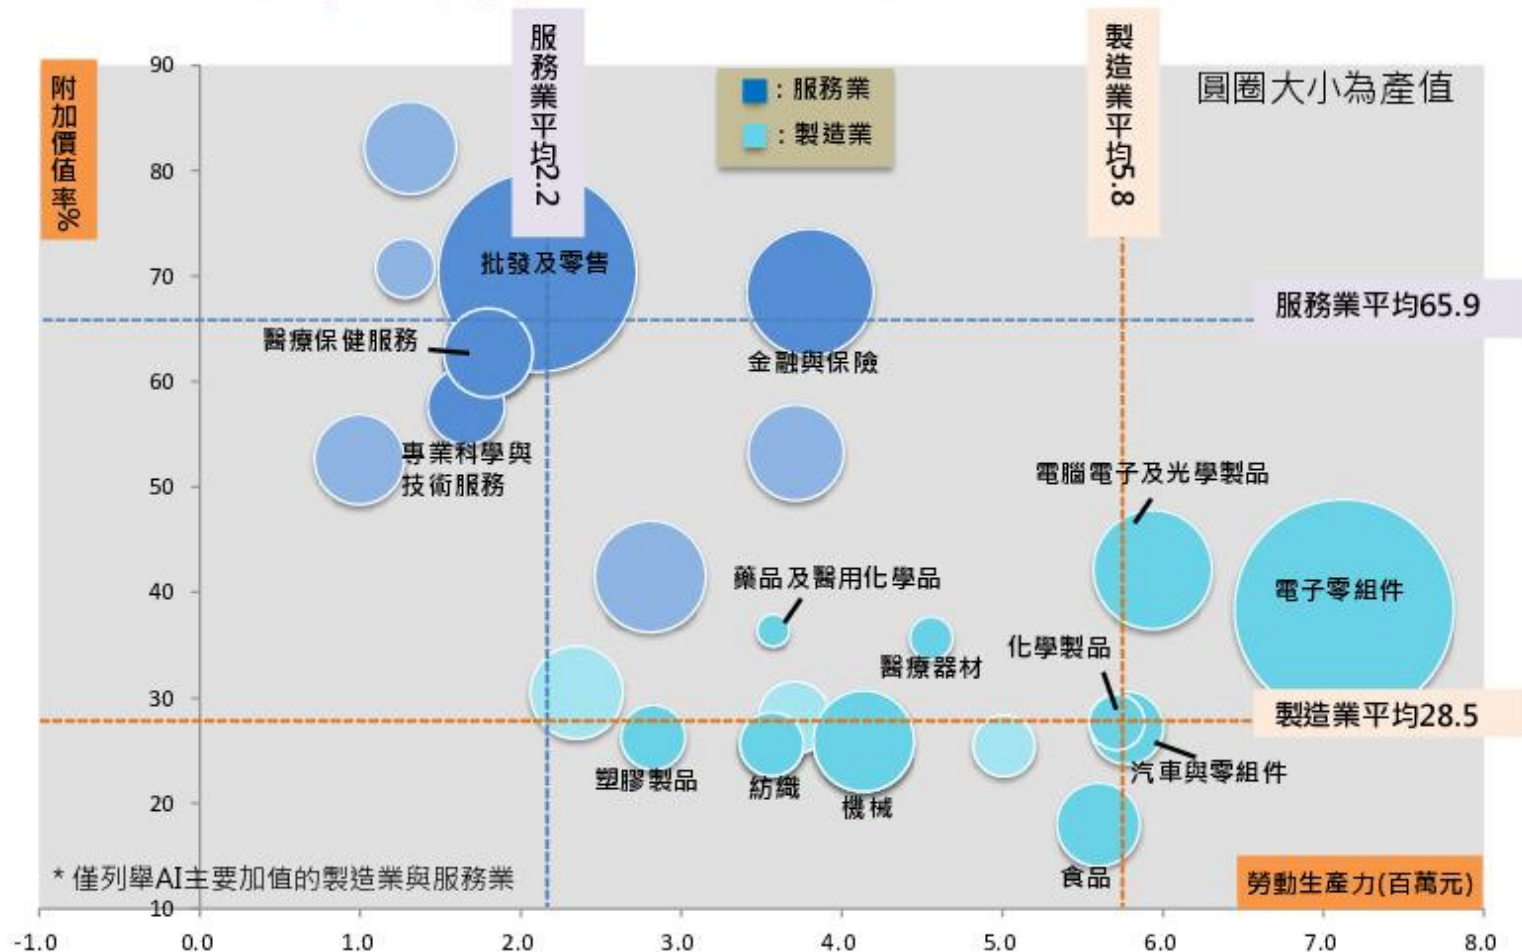 附加價值率%
服務業平均2.2
製造業平均5.8
：服務業
：製造業
圓圈大小為產值
90
80
70
60
50
40
30
20
10
批發及零售
醫療保健服務
金融與保險
服務業平均65.9
專業科學與
技術服務
電腦電子及光學製品
藥品及醫用化學品
電子零組件
化學製品
醫療器材
製造業平均28.5
塑膠製品
紡織
機械
汽車與零組件
食品
* 僅列舉AI主要加值的製造業與服務業
勞動生產力(百萬元)
-1.0 0.0 1.0 2.0 3.0 4.0 5.0 6.0 7.0 8.0